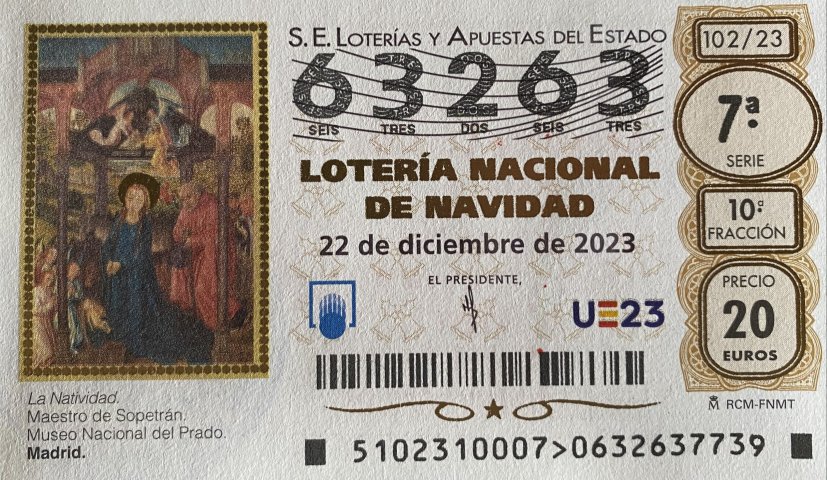 S. E. LOTERÍAS Y APUESTAS DEL ESTADO
63263
SEIS TRES DOS SEIS TRES
LOTERÍA NACIONAL
DE NAVIDAD
22 de diciembre de 2023
EL PRESIDENTE,
UE23
102/23
7ª
SERIE
10ª
FRACCIÓN
PRECIO
20
EUROS
RCM-FNMT
La Natividad.
Maestro de Sopetrán.
Museo Nacional del Prado.
Madrid.
5102310007>0632637739